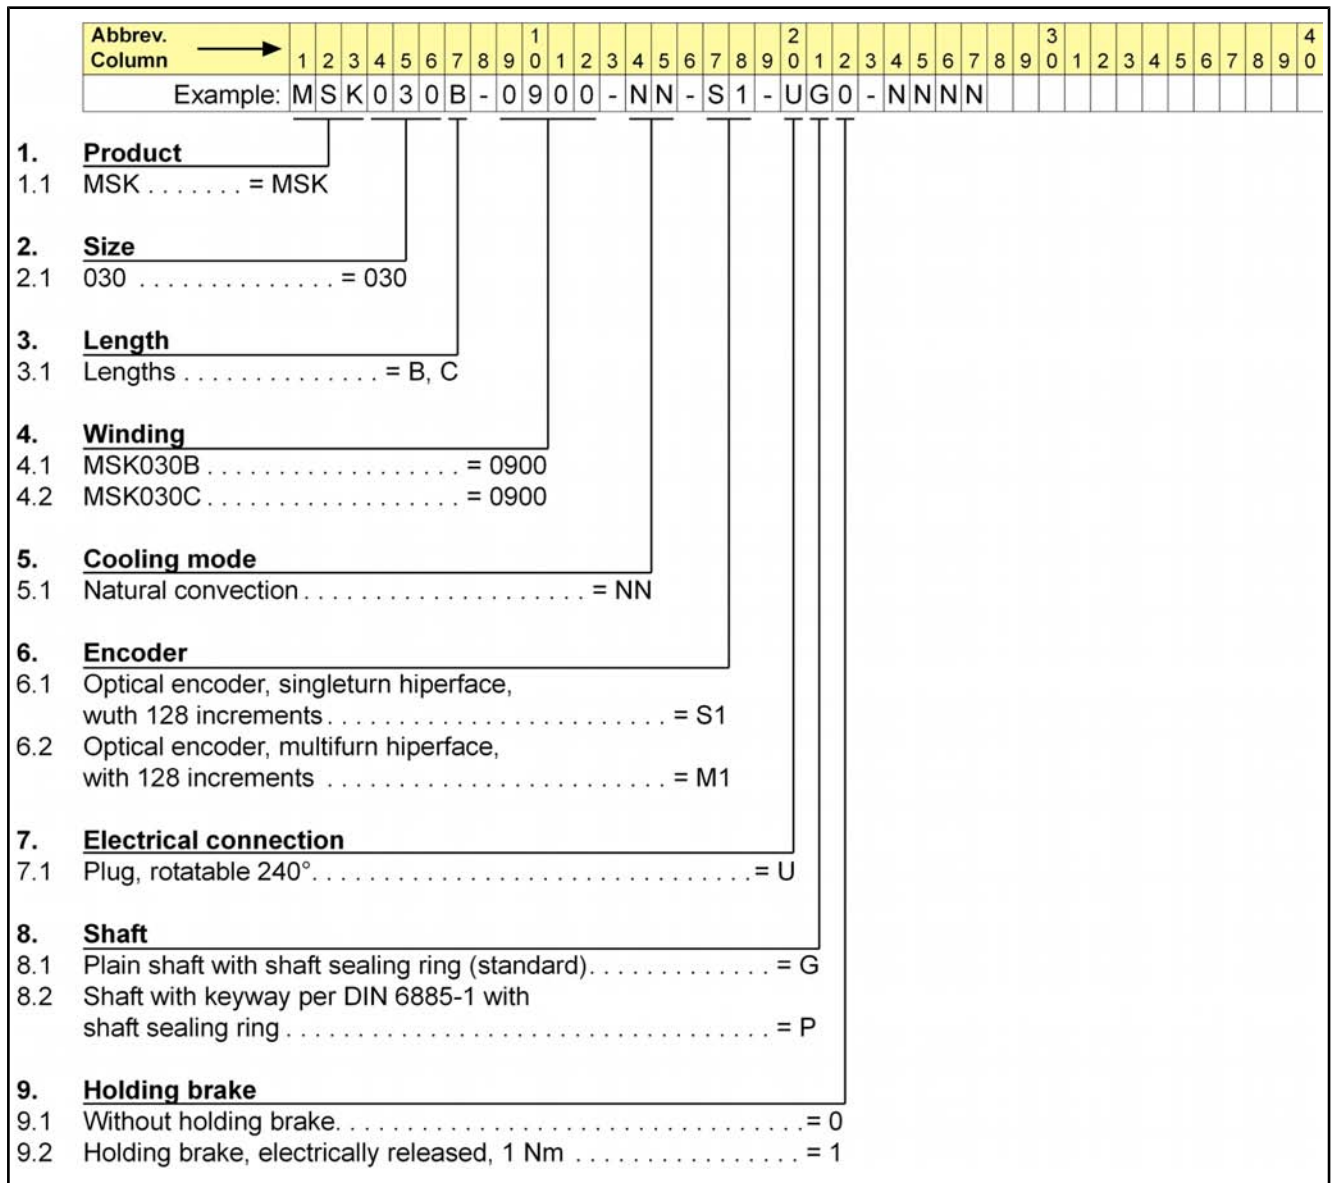 Abbrev. 1 2 3 4
Column 1 2 3 4 5 6 7 8 9 0 1 2 3 4 5 6 7 8 9 0 1 2 3 4 5 6 7 8 9 0 1 2 3 4 5 6 7 8 9 0
Example: M S K 0 3 0 B - 0 9 0 0 - N N - S 1 - U G 0 - N N N N
1. Product
1.1 MSK . . . . . . . = MSK
2. Size
2.1 030 . . . . . . . . . . . . . . = 030
3. Length
3.1 Lengths . . . . . . . . . . . . . . = B, C
4. Winding
4.1 MSK030B . . . . . . . . . . . . . . . . . . = 0900
4.2 MSK030C . . . . . . . . . . . . . . . . . . = 0900
5. Cooling mode
5.1 Natural convection . . . . . . . . . . . . . . . . . . . . = NN
6. Encoder
6.1 Optical encoder, singleturn hiperface,
wuth 128 increments . . . . . . . . . . . . . . . . . . . . . . . . = S1
6.2 Optical encoder, multifurn hiperface,
with 128 increments . . . . . . . . . . . . . . . . . . . . . . . . = M1
7. Electrical connection
7.1 Plug, rotatable 240°. . . . . . . . . . . . . . . . . . . . . . . . . . . . . . . = U
8. Shaft
8.1 Plain shaft with shaft sealing ring (standard). . . . . . . . . . . . . = G
8.2 Shaft with keyway per DIN 6885-1 with
shaft sealing ring . . . . . . . . . . . . . . . . . . . . . . . . . . . . . . . . . . = P
9. Holding brake
9.1 Without holding brake. . . . . . . . . . . . . . . . . . . . . . . . . . . . . . . . . = 0
9.2 Holding brake, electrically released, 1 Nm . . . . . . . . . . . . . . . . = 1